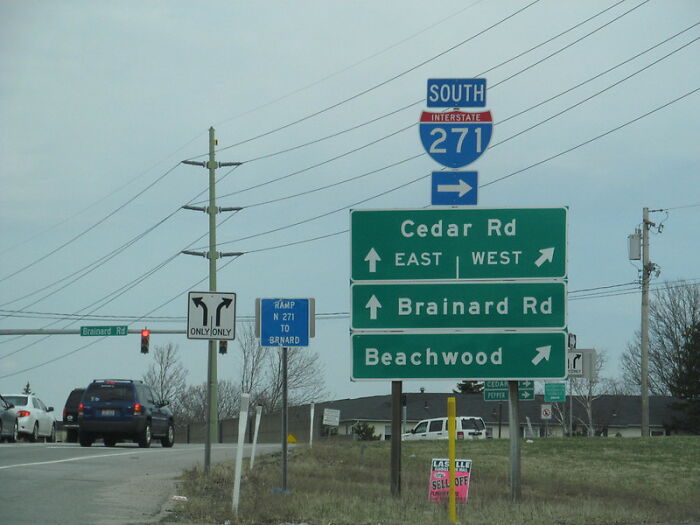 SOUTH
INTERSTATE
271
Cedar Rd
EAST WEST
Brainard Rd
Beachwood
RAMP
N 271
TO
BRNARD
ONLY ONLY
Brainard Rd
CEDAR
PEPPER
SELL OFF